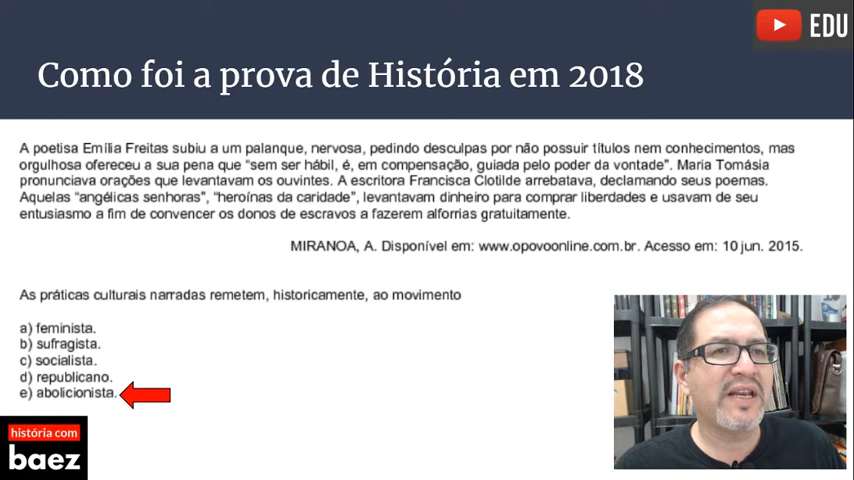 EDU
Como foi a prova de História em 2018
A poetisa Emília Freitas subiu a um palanque, nervosa, pedindo desculpas por não possuir títulos nem conhecimentos, mas
orgulhosa ofereceu a sua pena que “sem ser hábil, é, em compensação, guiada pelo poder da vontade”. Maria Tomásia
pronunciava orações que levantavam os ouvintes. A escritora Francisca Clotilde arrebatava, declamando seus poemas.
Aquelas “angélicas senhoras”, “heroínas da caridade”, levantavam dinheiro para comprar liberdades e usavam de seu
entusiasmo a fim de convencer os donos de escravos a fazerem alforrias gratuitamente.
MIRANOA, A. Disponível em: www.opovoonline.com.br. Acesso em: 10 jun. 2015.
As práticas culturais narradas remetem, historicamente, ao movimento
a) feminista.
b) sufragista.
c) socialista.
d) republicano.
e) abolicionista.
história com
baez